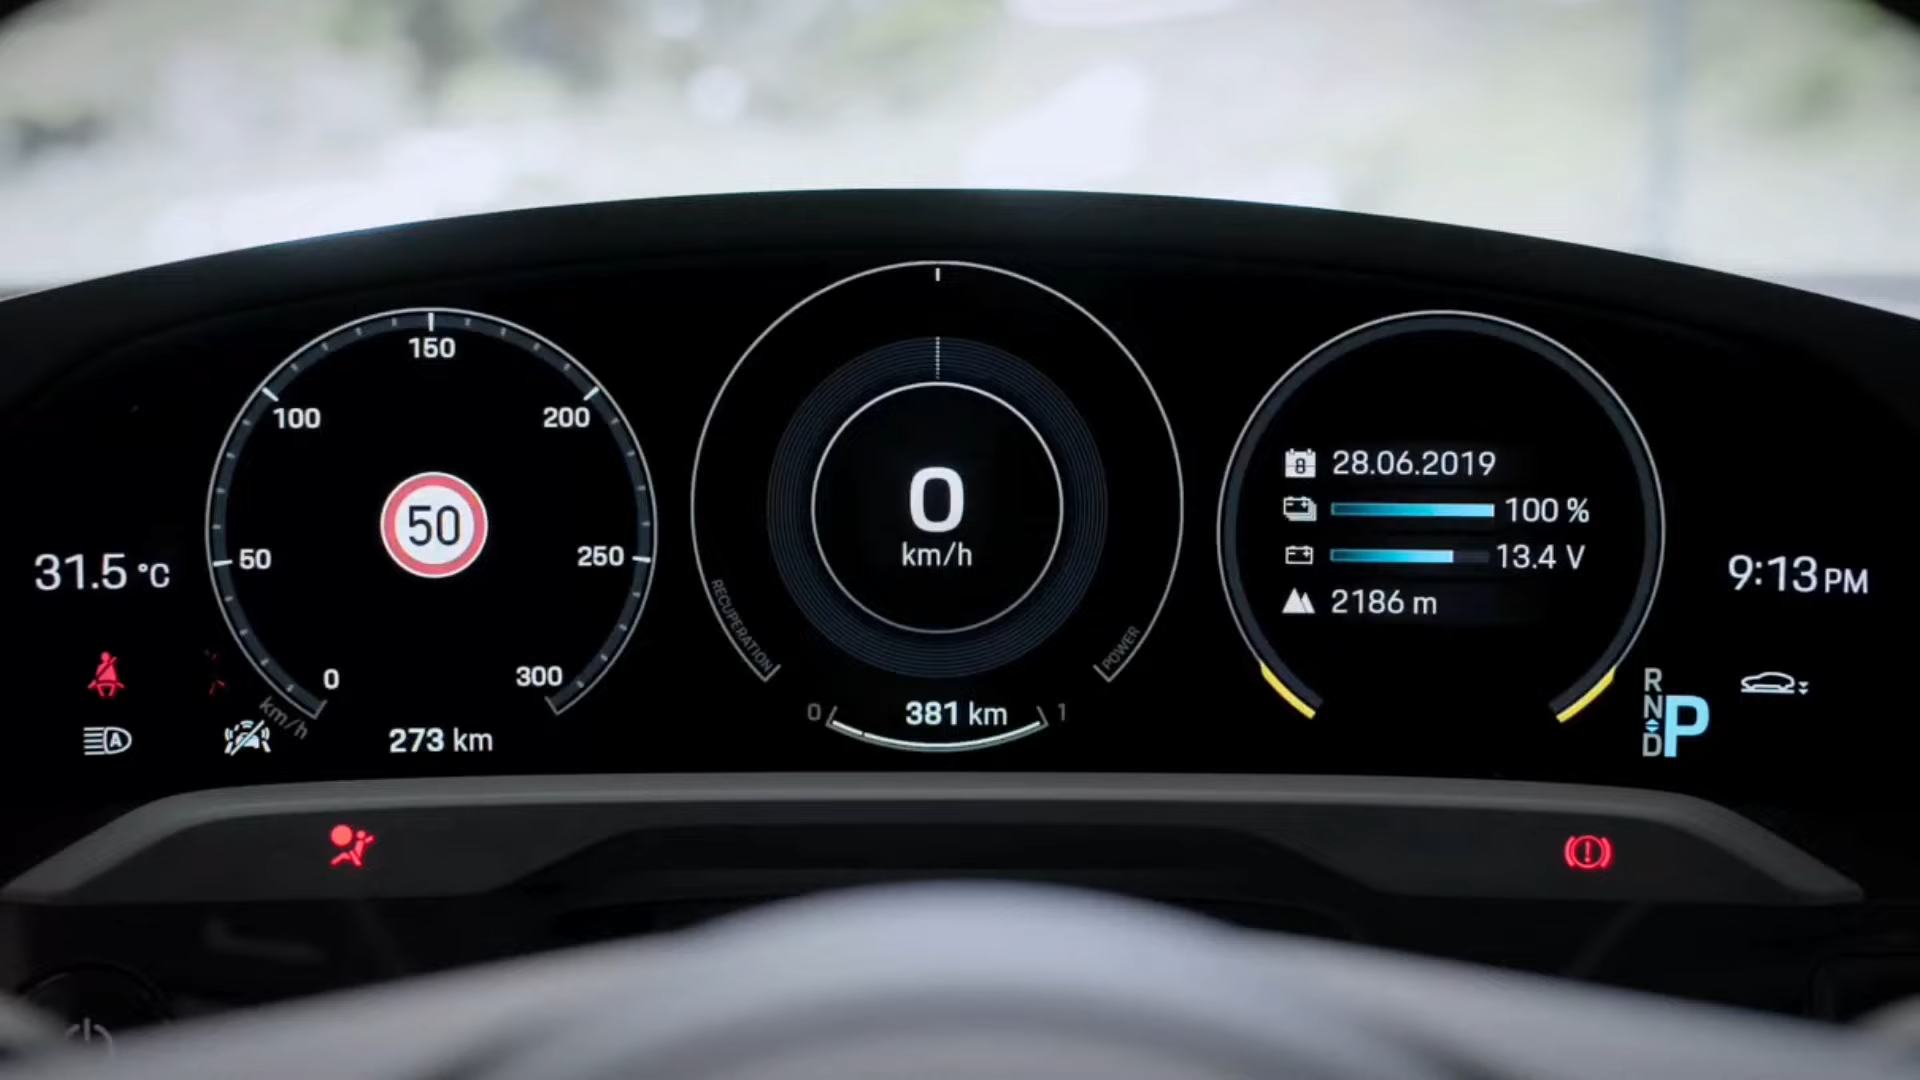 31.5 °C
150
100
200
50
50
250
0
300
km/h
273 km
0
km/h
RECUPERATION
POWER
0
381 km
1
8
28.06.2019
100 %
13.4 V
2186 m
9:13 PM
R
N
D
P
A